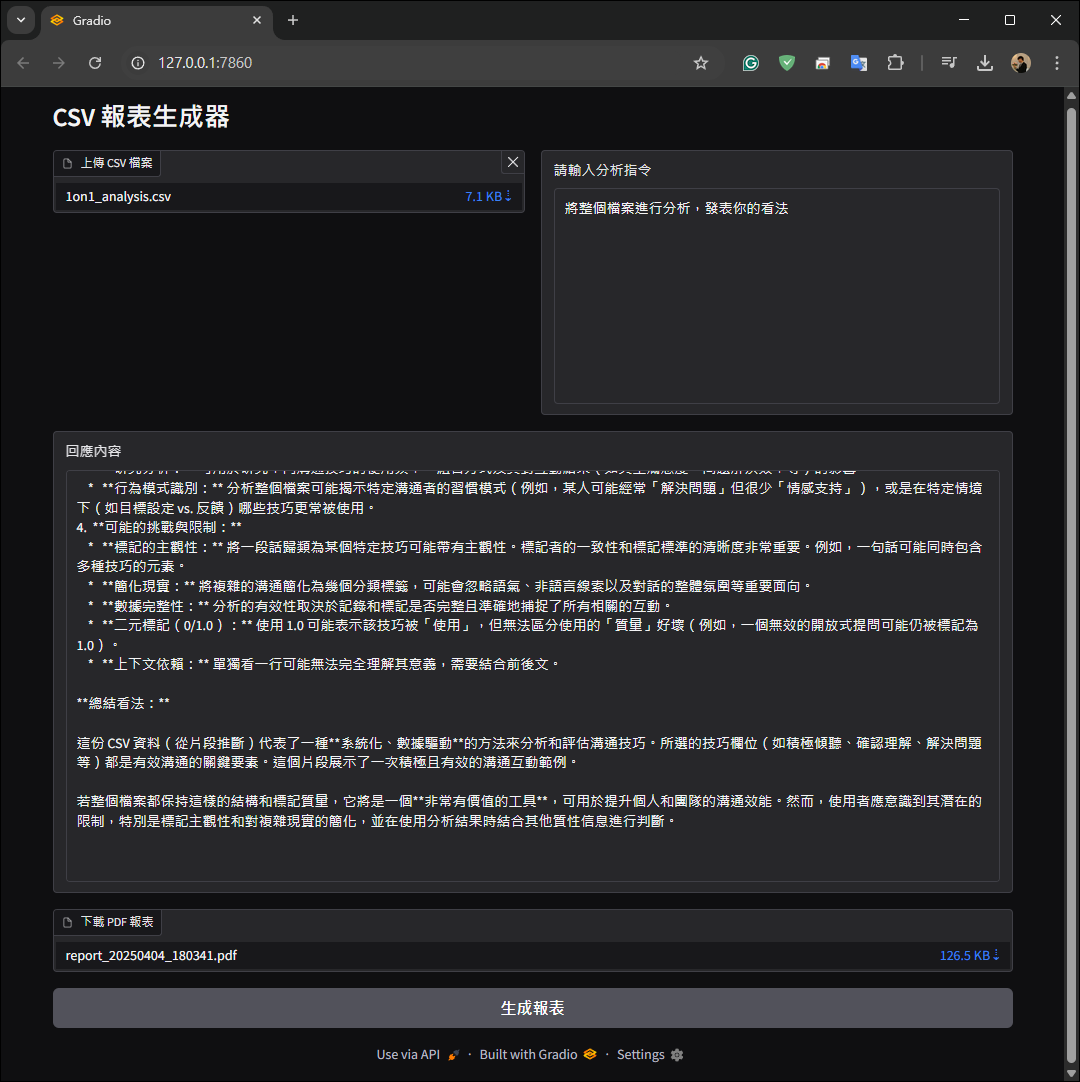 Gradio
127.0.0.1:7860
CSV 報表生成器
上傳 CSV 檔案
1on1_analysis.csv
7.1 KB
請輸入分析指令
將整個檔案進行分析，發表你的看法
回應內容
* **行為模式識別：** 分析整個檔案可能揭示特定溝通者的習慣模式（例如，某人可能經常「解決問題」但很少「情感支持」），或是在特定情境
下（如目標設定 vs. 反饋）哪些技巧更常被使用。
4. **可能的挑戰與限制：**
* **標記的主觀性：** 將一段話歸類為某個特定技巧可能帶有主觀性。標記者的一致性和標記標準的清晰度非常重要。例如，一句話可能同時包含
多種技巧的元素。
* **簡化現實：** 將複雜的溝通簡化為幾個分類標籤，可能會忽略語氣、非語言線索以及對話的整體氛圍等重要面向。
* **數據完整性：** 分析的有效性取決於記錄和標記是否完整且準確地捕捉了所有相關的互動。
* **二元標記（0/1.0）：** 使用 1.0 可能表示該技巧被「使用」，但無法區分使用的「質量」好壞（例如，一個無效的開放式提問可能仍被標記為
1.0）。
* **上下文依賴：** 單獨看一行可能無法完全理解其意義，需要結合前後文。
**總結看法：**
這份 CSV 資料（從片段推斷）代表了一種**系統化、數據驅動**的方法來分析和評估溝通技巧。所選的技巧欄位（如積極傾聽、確認理解、解決問題
等）都是有效溝通的關鍵要素。這個片段展示了一次積極且有效的溝通互動範例。
若整個檔案都保持這樣的結構和標記質量，它將是一個**非常有價值的工具**，可用於提升個人和團隊的溝通效能。然而，使用者應意識到其潛在的
限制，特別是標記主觀性和對複雜現實的簡化，並在使用分析結果時結合其他質性信息進行判斷。
下載 PDF 報表
report_20250404_180341.pdf
126.5 KB
生成報表
Use via API · Built with Gradio · Settings